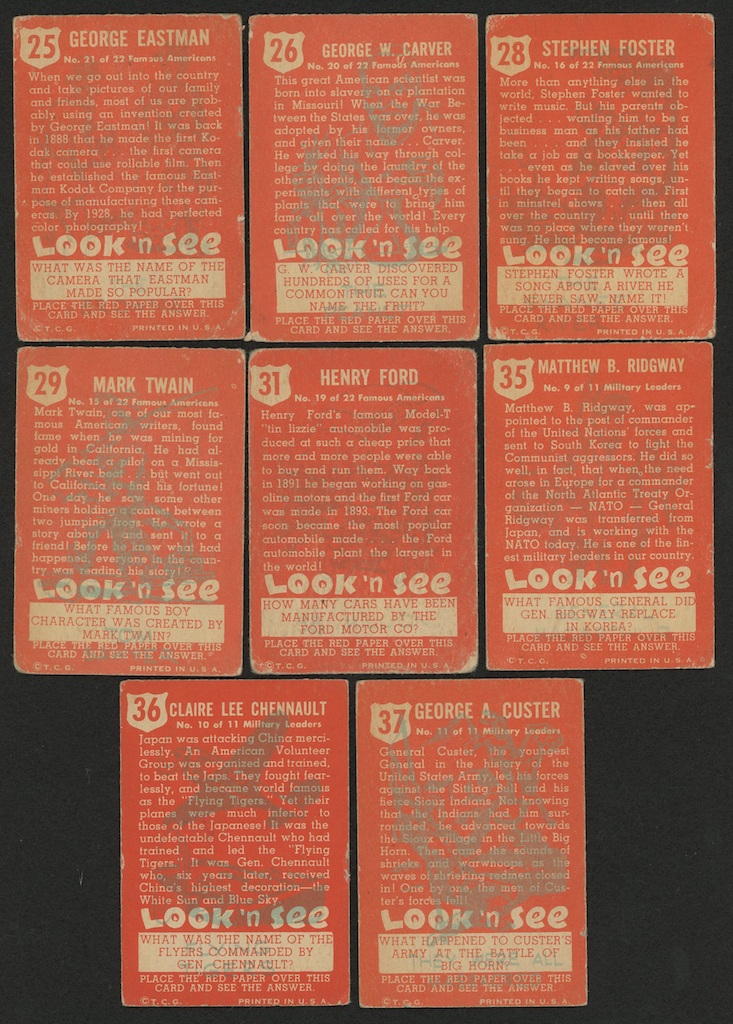 25
GEORGE EASTMAN
No. 21 of 22 Famous Americans
When we go out into the country
and take pictures of our family
and friends, most of us are prob-
ably using an invention created
by George Eastman! It was back
in 1888 that he made the first Ko-
dak camera . . . the first camera
that could use rollable film. Then
he established the famous East-
man Kodak Company for the pur-
pose of manufacturing these cam-
eras. By 1928, he had perfected
color photography!
LOOK 'n SEE
WHAT WAS THE NAME OF THE
CAMERA THAT EASTMAN
MADE SO POPULAR?
PLACE THE RED PAPER OVER THIS
CARD AND SEE THE ANSWER.
© T.C.G. PRINTED IN U.S.A.
26
GEORGE W. CARVER
No. 20 of 22 Famous Americans
This great American scientist was
born into slavery on a plantation
in Missouri! When the War Be-
tween the States was over, he was
adopted by his former owners,
and given their name . . . Carver.
He worked his way through col-
lege by doing the laundry of the
other students, and began the ex-
periments with different types of
plants that were to bring him
fame all over the world! Every
country has called for his help.
LOOK 'n SEE
G. W. CARVER DISCOVERED
HUNDREDS OF USES FOR A
COMMON FRUIT. CAN YOU
NAME THE FRUIT?
PLACE THE RED PAPER OVER THIS
CARD AND SEE THE ANSWER.
© T.C.G. PRINTED IN U.S.A.
28
STEPHEN FOSTER
No. 16 of 22 Famous Americans
More than anything else in the
world, Stephen Foster wanted to
write music. But his parents ob-
jected . . . wanting him to be a
business man as his father had
been . . . and they insisted he
take a job as a bookkeeper. Yet
. . . even as he slaved over his
books he kept writing songs, un-
til they began to catch on. First
in minstrel shows . . . then all
over the country . . . until there
was no place where they weren't
sung. He had become famous!
LOOK 'n SEE
STEPHEN FOSTER WROTE A
SONG ABOUT A RIVER HE
NEVER SAW. NAME IT!
PLACE THE RED PAPER OVER THIS
CARD AND SEE THE ANSWER.
© T.C.G. PRINTED IN U.S.A.
29
MARK TWAIN
No. 15 of 22 Famous Americans
Mark Twain, one of our most fa-
mous American writers, found
fame when he was mining for
gold in California. He had al-
ready been a pilot on a Missis-
sippi River boat . . . but went out
to California to find his fortune!
One day he saw some other
miners holding a contest between
two jumping frogs. He wrote a
story about it and sent it to a
friend! Before he knew what had
happened, everyone in the coun-
try was reading his story!
LOOK 'n SEE
WHAT FAMOUS BOY
CHARACTER WAS CREATED BY
MARK TWAIN?
PLACE THE RED PAPER OVER THIS
CARD AND SEE THE ANSWER.
© T.C.G. PRINTED IN U.S.A.
31
HENRY FORD
No. 19 of 22 Famous Americans
Henry Ford's famous Model-T
"tin lizzie" automobile was pro-
duced at such a cheap price that
more and more people were able
to buy and run them. Way back
in 1891 he began working on gas-
oline motors and the first Ford car
was made in 1893. The Ford car
soon became the most popular
automobile made . . . the Ford
automobile plant the largest in
the world!
LOOK 'n SEE
HOW MANY CARS HAVE BEEN
MANUFACTURED BY THE
FORD MOTOR CO?
PLACE THE RED PAPER OVER THIS
CARD AND SEE THE ANSWER.
© T.C.G. PRINTED IN U.S.A.
35
MATTHEW B. RIDGWAY
No. 9 of 11 Military Leaders
Matthew B. Ridgway, was ap-
pointed to the post of commander
of the United Nations' forces and
sent to South Korea to fight the
Communist aggressors. He did so
well, in fact, that when the need
arose in Europe for a commander
of the North Atlantic Treaty Or-
ganization — NATO — General
Ridgway was transferred from
Japan, and is working with the
NATO today. He is one of the fin-
est military leaders in our country.
LOOK 'n SEE
WHAT FAMOUS GENERAL DID
GEN. RIDGWAY REPLACE
IN KOREA?
PLACE THE RED PAPER OVER THIS
CARD AND SEE THE ANSWER.
© T.C.G. PRINTED IN U.S.A.
36
CLAIRE LEE CHENNAULT
No. 10 of 11 Military Leaders
Japan was attacking China merci-
lessly. An American Volunteer
Group was organized and trained,
to beat the Japs. They fought fear-
lessly, and became world famous
as the "Flying Tigers." Yet their
planes were much inferior to
those of the Japanese! It was the
undefeatable Chennault who had
trained and led the "Flying
Tigers." It was Gen. Chennault
who, six years later, received
China's highest decoration—the
White Sun and Blue Sky.
LOOK 'n SEE
WHAT WAS THE NAME OF THE
FLYERS COMMANDED BY
GEN. CHENNAULT?
PLACE THE RED PAPER OVER THIS
CARD AND SEE THE ANSWER.
© T.C.G. PRINTED IN U.S.A.
37
GEORGE A. CUSTER
No. 11 of 11 Military Leaders
General Custer, the youngest
General in the history of the
United States Army, led his forces
against the Sitting Bull and his
fierce Sioux Indians. Not knowing
that the Indians had him sur-
rounded, he advanced towards
the Sioux village in the Little Big
Horn. Then came the sounds of
shrieks and warwhoops as the
waves of shrieking redmen closed
in! One by one, the men of Cus-
ter's forces fell!
LOOK 'n SEE
WHAT HAPPENED TO CUSTER'S
ARMY AT THE BATTLE OF
BIG HORN?
PLACE THE RED PAPER OVER THIS
CARD AND SEE THE ANSWER.
© T.C.G. PRINTED IN U.S.A.